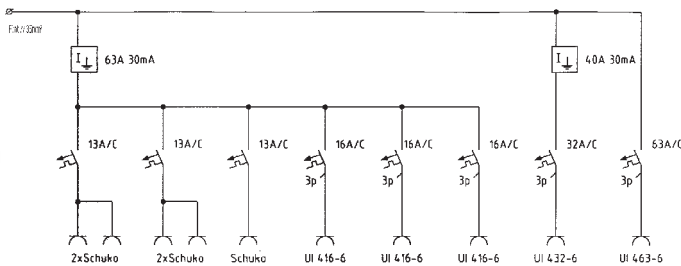 63A 30mA
40A 30mA
13A/C
13A/C
13A/C
16A/C
16A/C
16A/C
32A/C
63A/C
3p
3p
3p
3p
3p
2xSchuko
2xSchuko
Schuko
UI 416-6
UI 416-6
UI 416-6
UI 432-6
UI 463-6